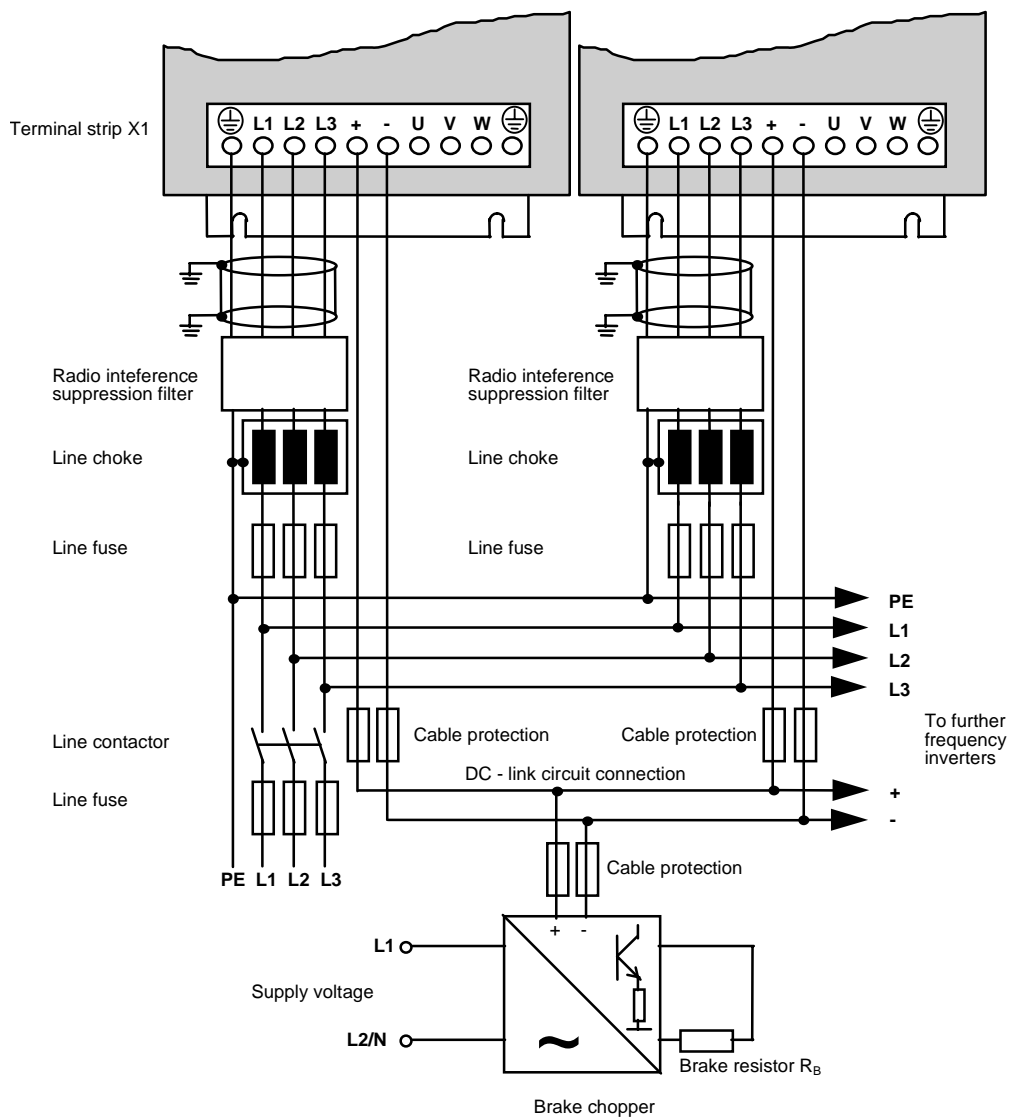 Terminal strip X1
L1 L2 L3 + - U V W
L1 L2 L3 + - U V W
Radio inteference
suppression filter
Radio inteference
suppression filter
Line choke
Line choke
Line fuse
Line fuse
PE
L1
L2
L3
Line contactor
Cable protection
Cable protection
To further
frequency
inverters
DC - link circuit connection
Line fuse
+
-
PE L1 L2 L3
Cable protection
+ -
L1
Supply voltage
L2/N
~
Brake resistor RB
Brake chopper